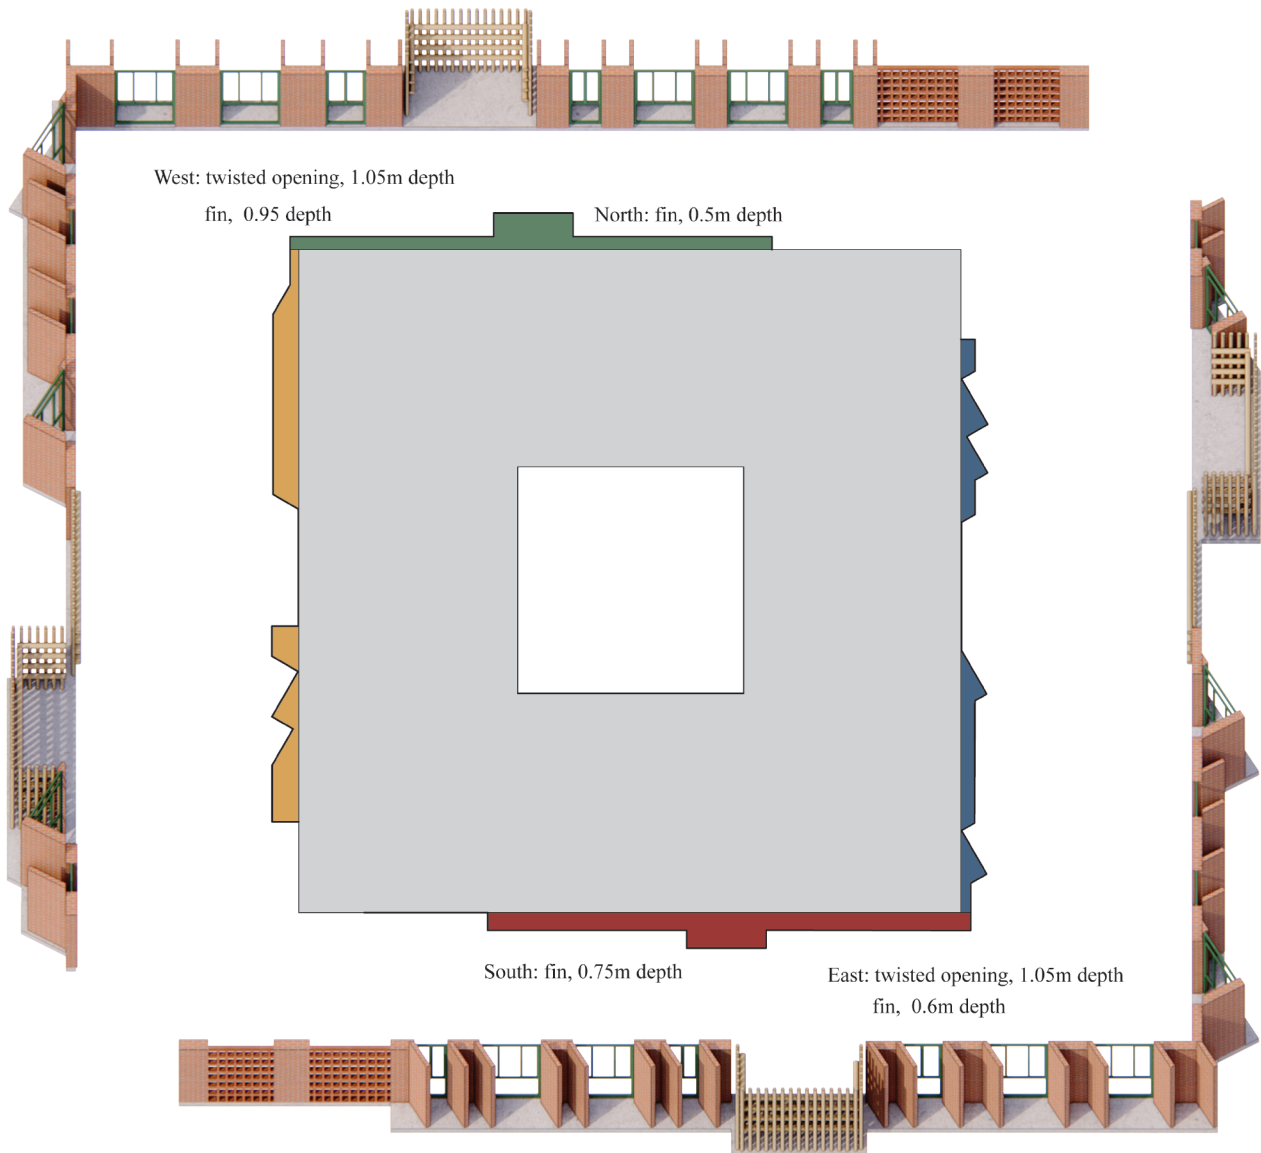 West: twisted opening, 1.05m depth
fin, 0.95 depth
North: fin, 0.5m depth
South: fin, 0.75m depth
East: twisted opening, 1.05m depth
fin, 0.6m depth